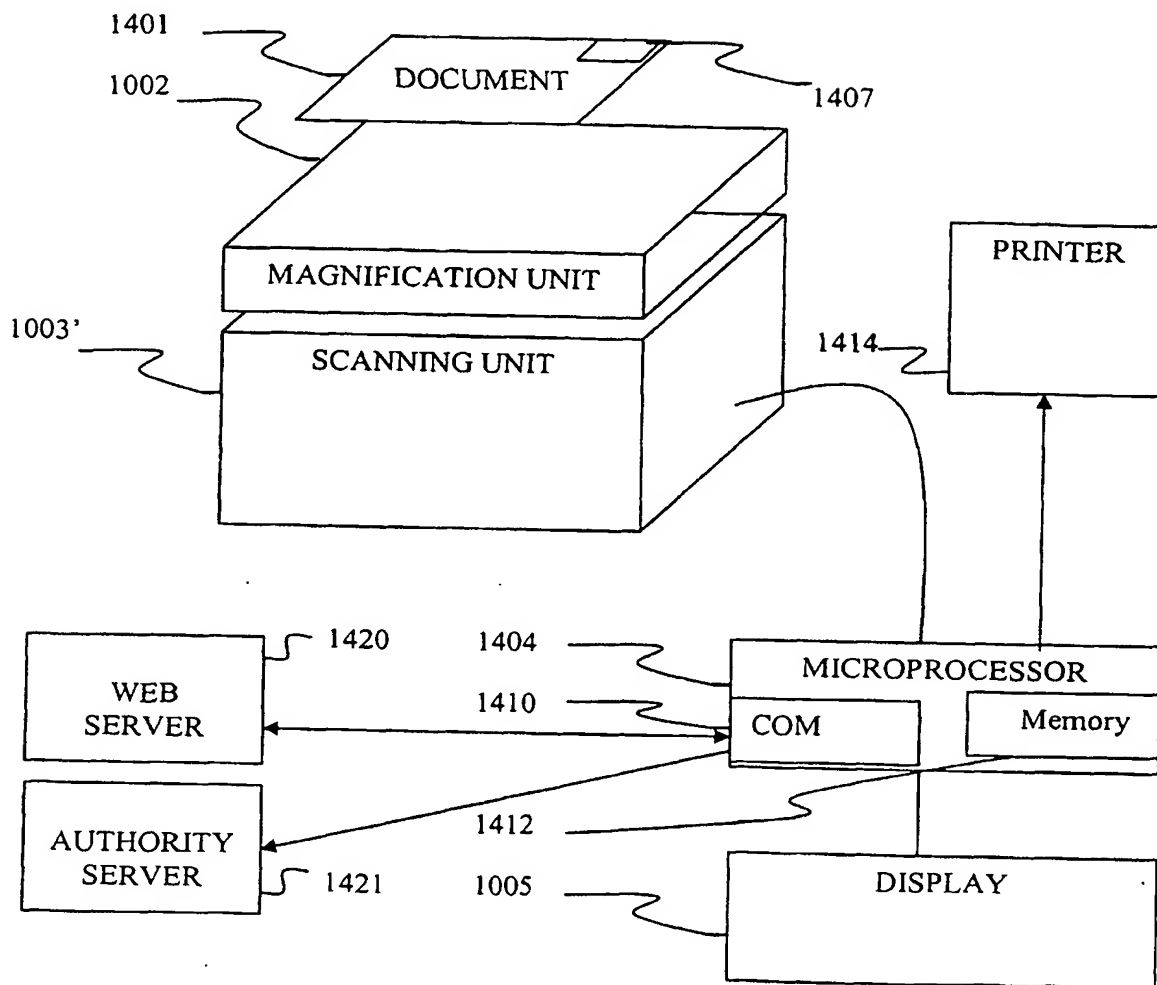 1401
DOCUMENT
1407
1002
MAGNIFICATION UNIT
PRINTER
1003’
SCANNING UNIT
1414
1420
1404
MICROPROCESSOR
WEB
SERVER
1410
COM
Memory
AUTHORITY
SERVER
1412
1421
1005
DISPLAY